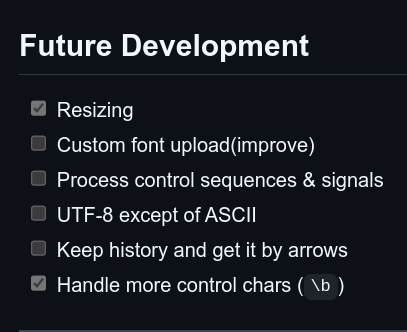 Future Development
Resizing
Custom font upload(improve)
Process control sequences & signals
UTF-8 except of ASCII
Keep history and get it by arrows
Handle more control chars (\b)